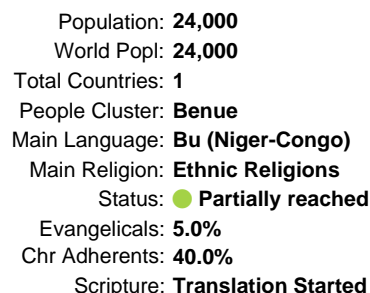 Population: 24,000
World Popl: 24,000
Total Countries: 1
People Cluster: Benue
Main Language: Bu (Niger-Congo)
Main Religion: Ethnic Religions
Status: Partially reached
Evangelicals: 5.0%
Chr Adherents: 40.0%
Scripture: Translation Started